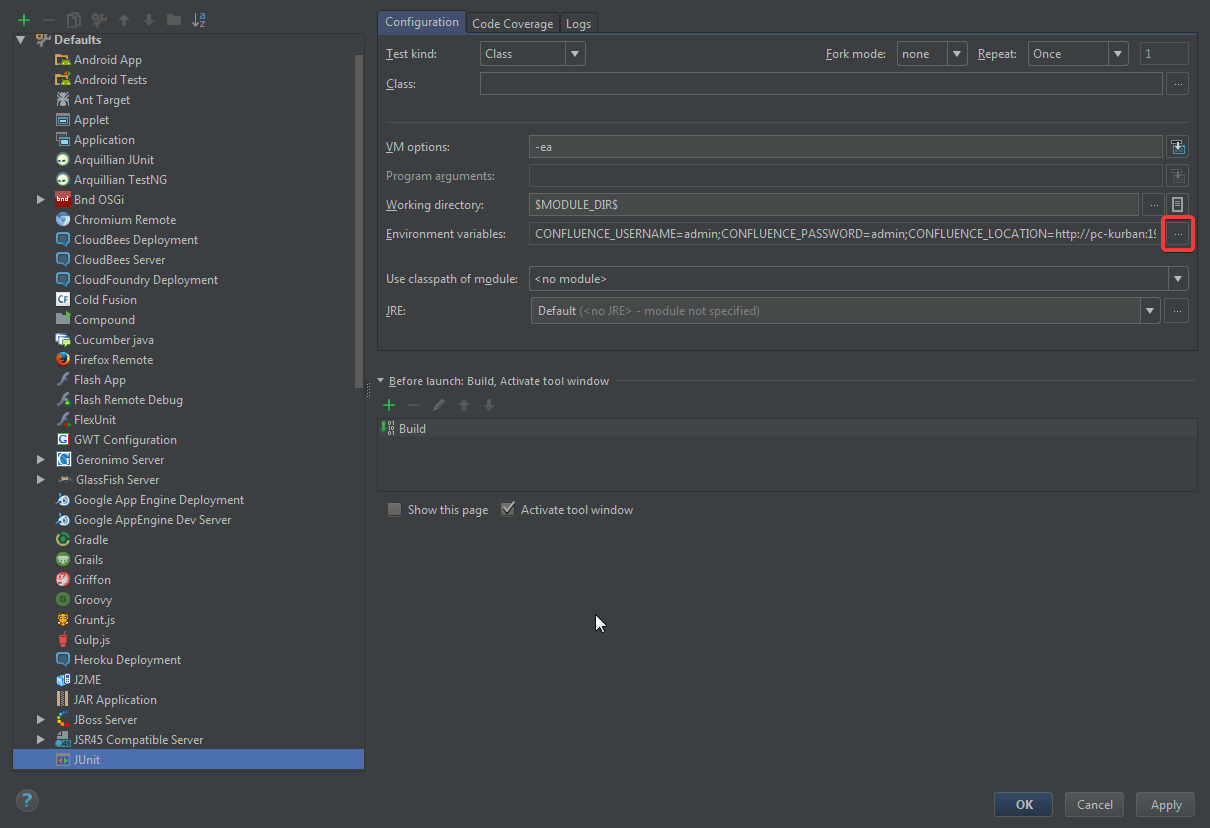 Defaults
Android App
Android Tests
Ant Target
Applet
Application
Arquillian JUnit
Arquillian TestNG
bnd Bnd OSGi
Chromium Remote
CloudBees Deployment
CloudBees Server
CloudFoundry Deployment
CF Cold Fusion
Compound
Cucumber java
Firefox Remote
Flash App
Flash Remote Debug
FlexUnit
G GWT Configuration
G Geronimo Server
GlassFish Server
Google App Engine Deployment
Google AppEngine Dev Server
Gradle
Grails
Griffon
G Groovy
Grunt.js
Gulp.js
Heroku Deployment
J2ME
JAR Application
JBoss Server
JSR45 Compatible Server
JUnit
Configuration Code Coverage Logs
Test kind: Class Fork mode: none Repeat: Once 1
Class: ...
VM options: -ea
Program arguments:
Working directory: $MODULE_DIR$ ...
Environment variables: CONFLUENCE_USERNAME=admin;CONFLUENCE_PASSWORD=admin;CONFLUENCE_LOCATION=http://pc-kurban:19 ...
Use classpath of module: <no module>
JRE: Default (<no JRE> - module not specified) ...
Before launch: Build, Activate tool window
Build
Show this page Activate tool window
? OK Cancel Apply